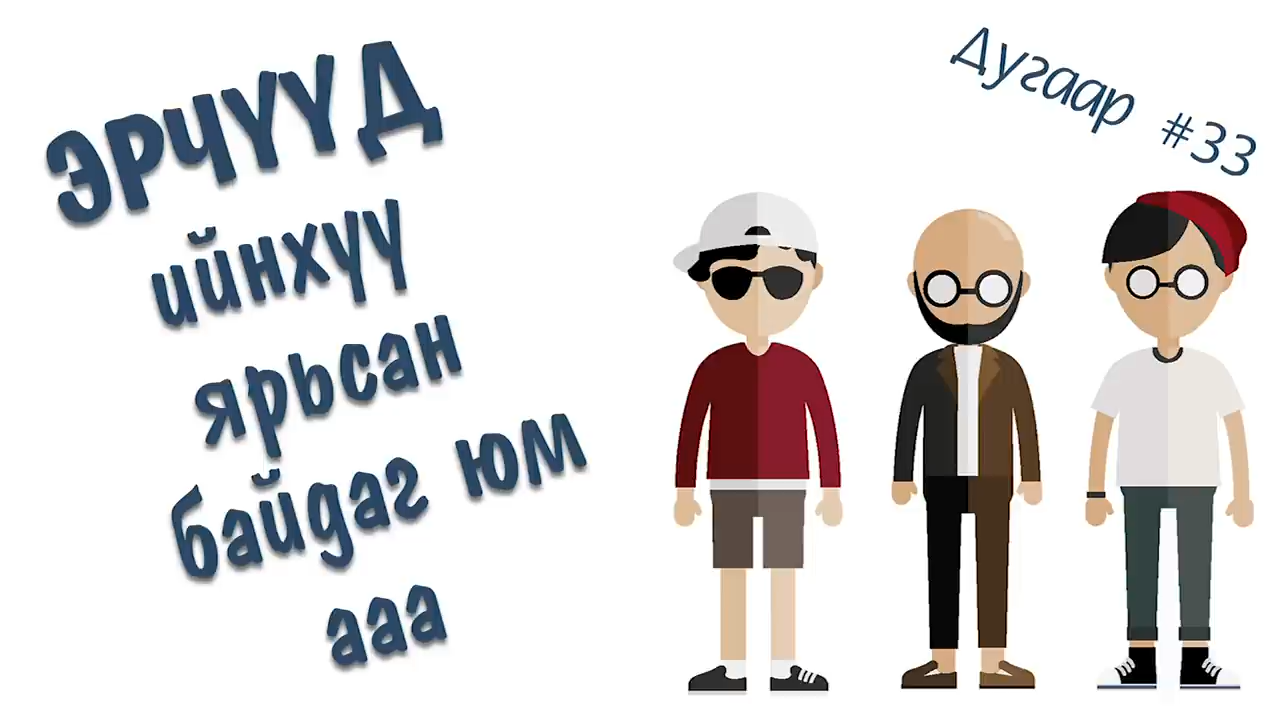 ЭРЧҮҮД
ийнхүү
ярьсан
байдаг юм
ааа
Дугаар #33